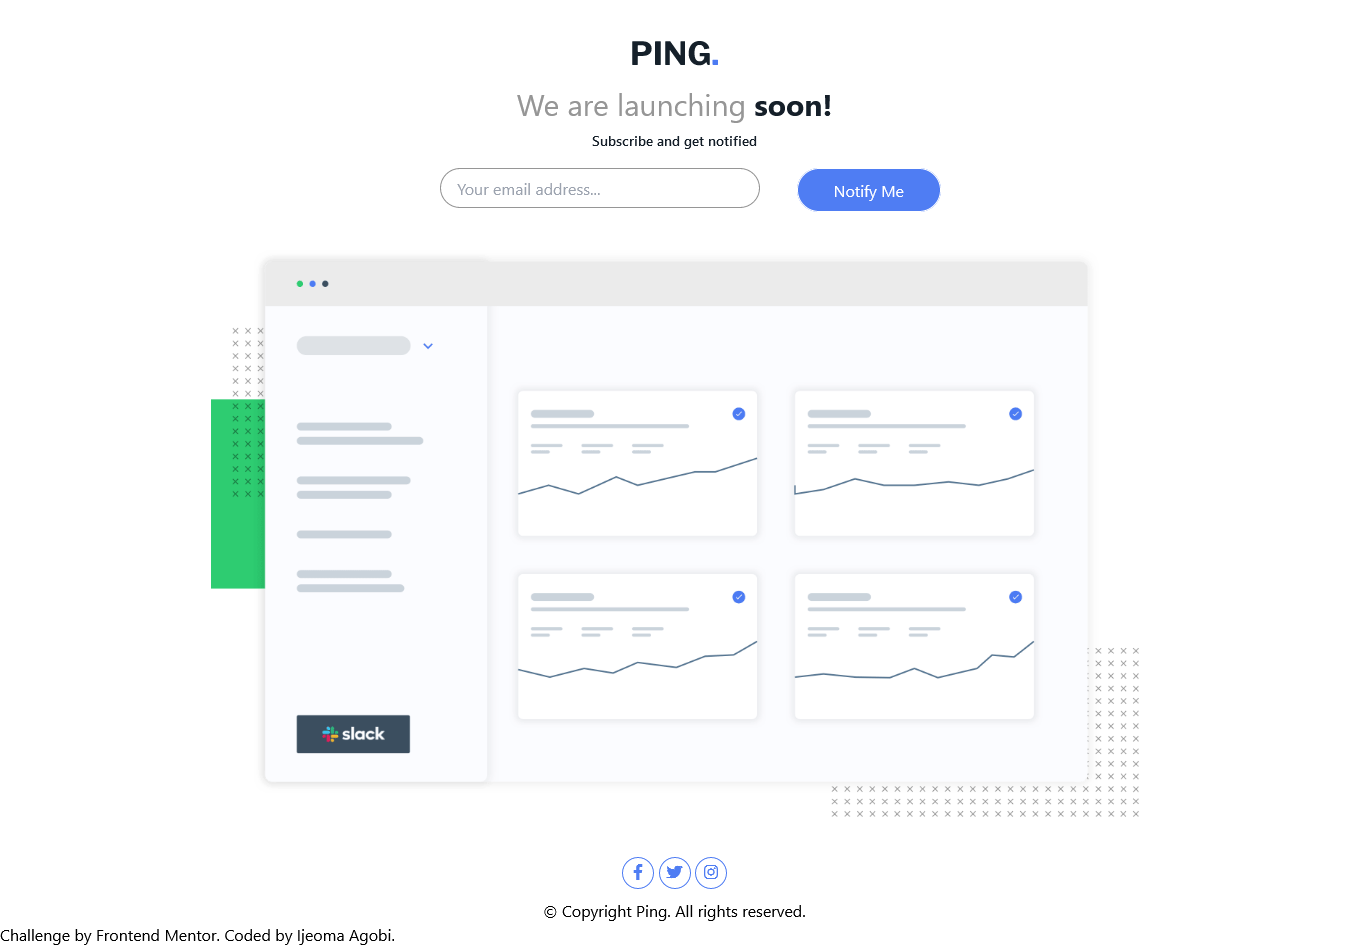 PING.
We are launching soon!
Subscribe and get notified
Your email address...
Notify Me
slack
© Copyright Ping. All rights reserved.
Challenge by Frontend Mentor. Coded by Ijeoma Agobi.